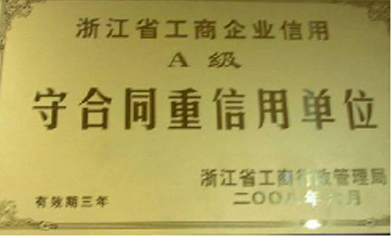 浙江省工商企业信用
A级
守合同重信用单位
浙江省工商行政管理局
有效期三年
二〇〇八年六月